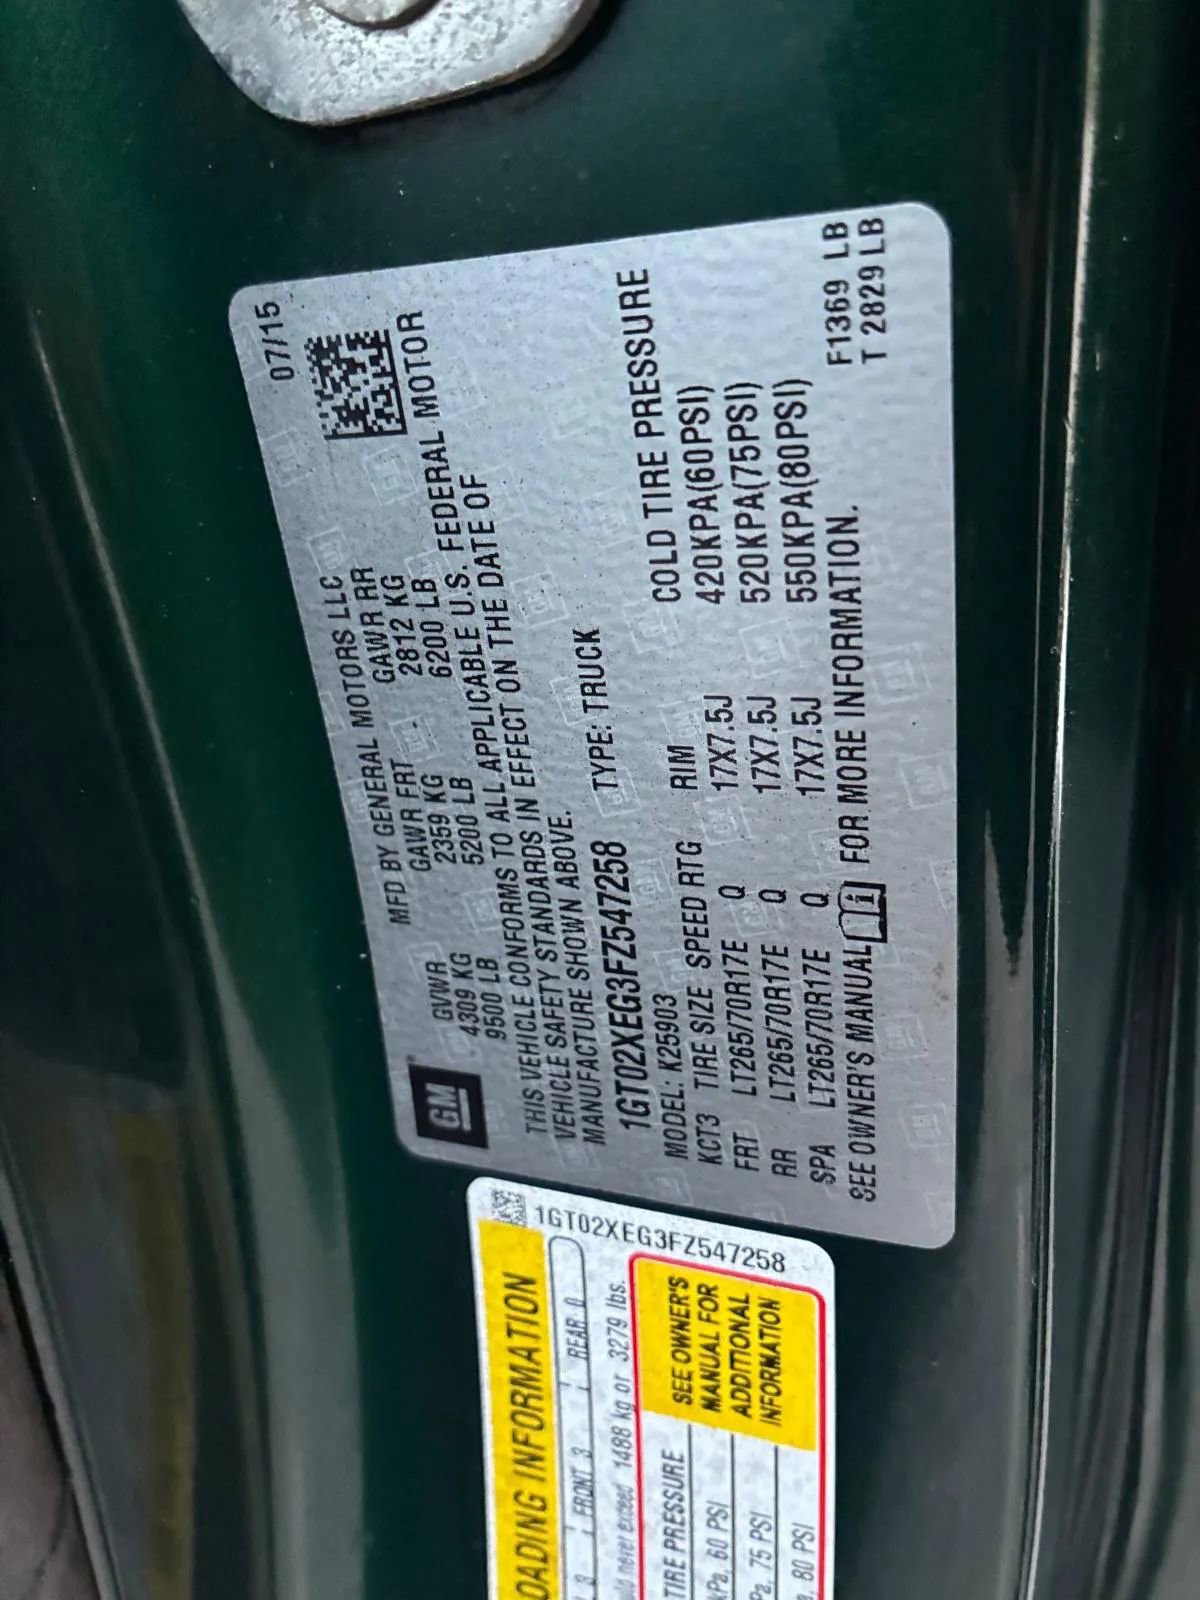 07/15
MFD BY GENERAL MOTORS LLC
GM
GVWR GAWR FRT GAWR RR
4309 KG 2359 KG 2812 KG
9500 LB 5200 LB 6200 LB
THIS VEHICLE CONFORMS TO ALL APPLICABLE U.S. FEDERAL MOTOR
VEHICLE SAFETY STANDARDS IN EFFECT ON THE DATE OF
MANUFACTURE SHOWN ABOVE.
1GT02XEG3FZ547258 TYPE: TRUCK
MODEL: K25903
KCT3 TIRE SIZE SPEED RTG RIM COLD TIRE PRESSURE
FRT LT265/70R17E Q 17X7.5J 420KPA(60PSI)
RR LT265/70R17E Q 17X7.5J 520KPA(75PSI)
SPA LT265/70R17E Q 17X7.5J 550KPA(80PSI)
SEE OWNER'S MANUAL FOR MORE INFORMATION.
F1369 LB
T 2829 LB
1GT02XEG3FZ547258
LOADING INFORMATION
3 FRONT 3 REAR 0
never exceed 1488 kg or 3279 lbs.
TIRE PRESSURE
kPa, 60 PSI
Pa, 75 PSI
80 PSI
SEE OWNER'S
MANUAL FOR
ADDITIONAL
INFORMATION